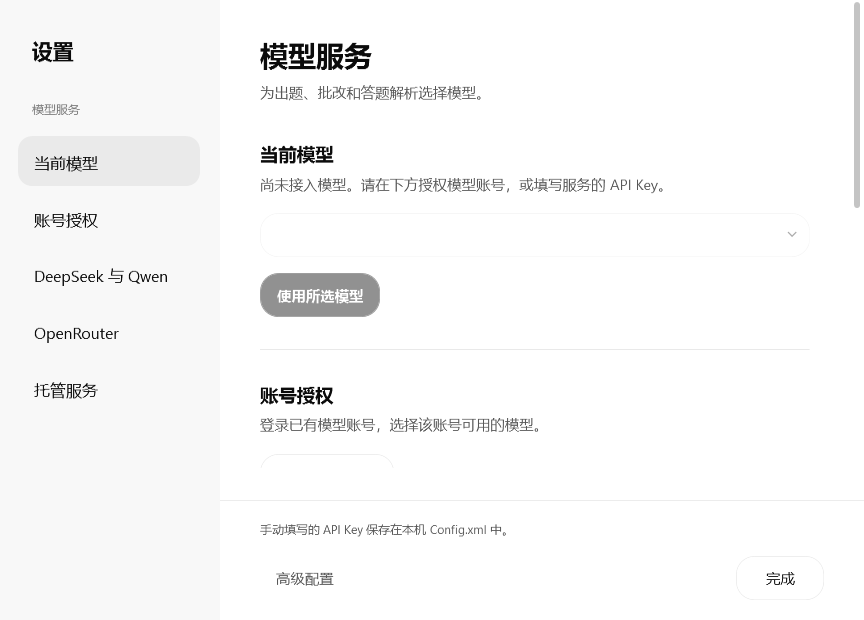 设置
模型服务
当前模型
账号授权
DeepSeek 与 Qwen
OpenRouter
托管服务
模型服务
为出题、批改和答题解析选择模型。
当前模型
尚未接入模型。请在下方授权模型账号，或填写服务的 API Key。
使用所选模型
账号授权
登录已有模型账号，选择该账号可用的模型。
手动填写的 API Key 保存在本机 Config.xml 中。
高级配置
完成